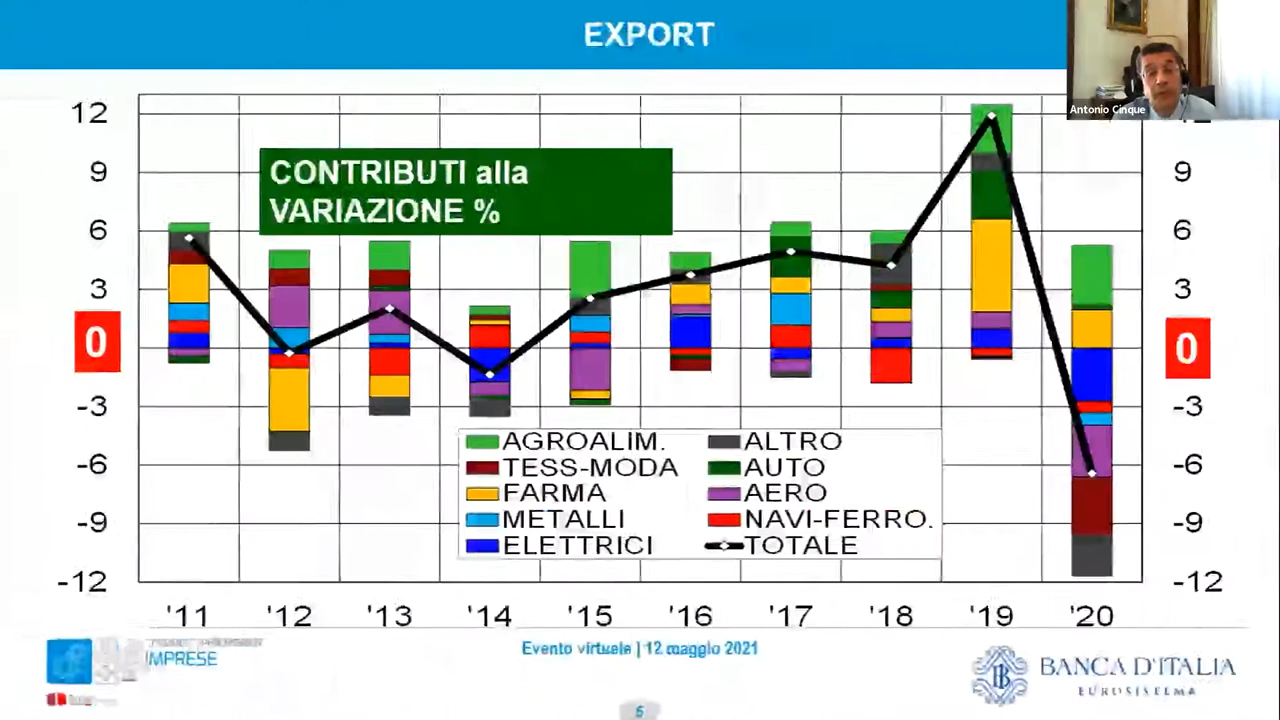 EXPORT
Antonio Cinque
CONTRIBUTI alla
VARIAZIONE %
12
9
6
3
0
-3
-6
-9
-12
9
6
3
0
-3
-6
-9
-12
AGROALIM.
ALTRO
TESS-MODA
AUTO
FARMA
AERO
METALLI
NAVI-FERRO.
ELETTRICI
TOTALE
'11 '12 '13 '14 '15 '16 '17 '18 '19 '20
IMPRESE
Evento virtuale | 12 maggio 2021
BANCA D'ITALIA
EUROSISTEMA
6